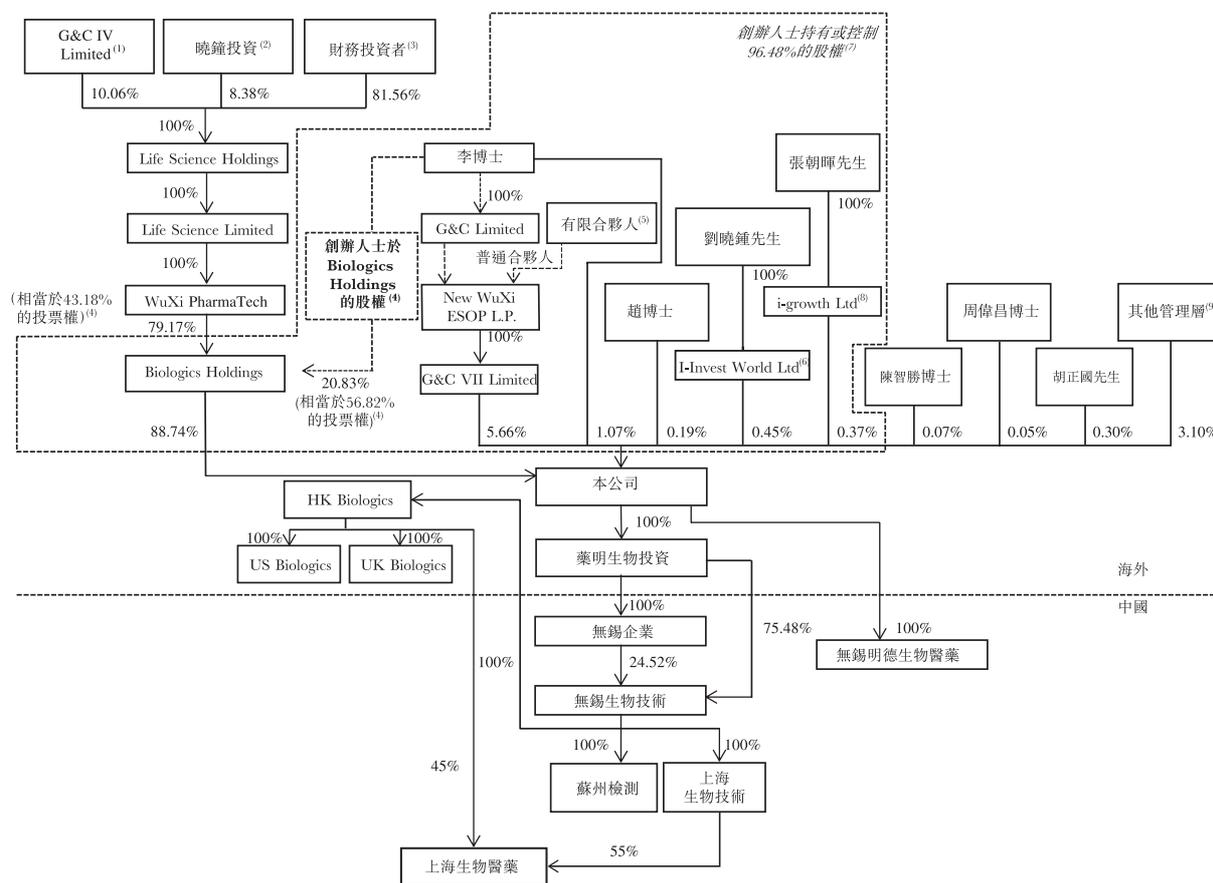 G&C IV
Limited(1)
曉鐘投資(2)
財務投資者(3)
創辦人士持有或控制
96.48%的股權(7)
10.06%
8.38%
81.56%
100%
Life Science Holdings
李博士
張朝暉先生
100%
100%
100%
Life Science Limited
G&C Limited
有限合夥人(5)
劉曉鍾先生
創辦人士於
Biologics
Holdings
的股權(4)
普通合夥人
100%
100%
(相當於43.18%
的投票權)(4)
WuXi PharmaTech
New WuXi
ESOP L.P.
i-growth Ltd(8)
趙博士
周偉昌博士
其他管理層(9)
79.17%
100%
Biologics Holdings
20.83%
(相當於56.82%
的投票權)(4)
G&C VII Limited
I-Invest World Ltd(6)
陳智勝博士
胡正國先生
88.74%
5.66%
1.07%
0.19%
0.45%
0.37%
0.07%
0.05%
0.30%
3.10%
本公司
HK Biologics
100%
100%
100%
US Biologics
UK Biologics
藥明生物投資
海外
中國
100%
無錫企業
75.48%
100%
無錫明德生物醫藥
100%
24.52%
無錫生物技術
100%
100%
45%
蘇州檢測
上海
生物技術
55%
上海生物醫藥